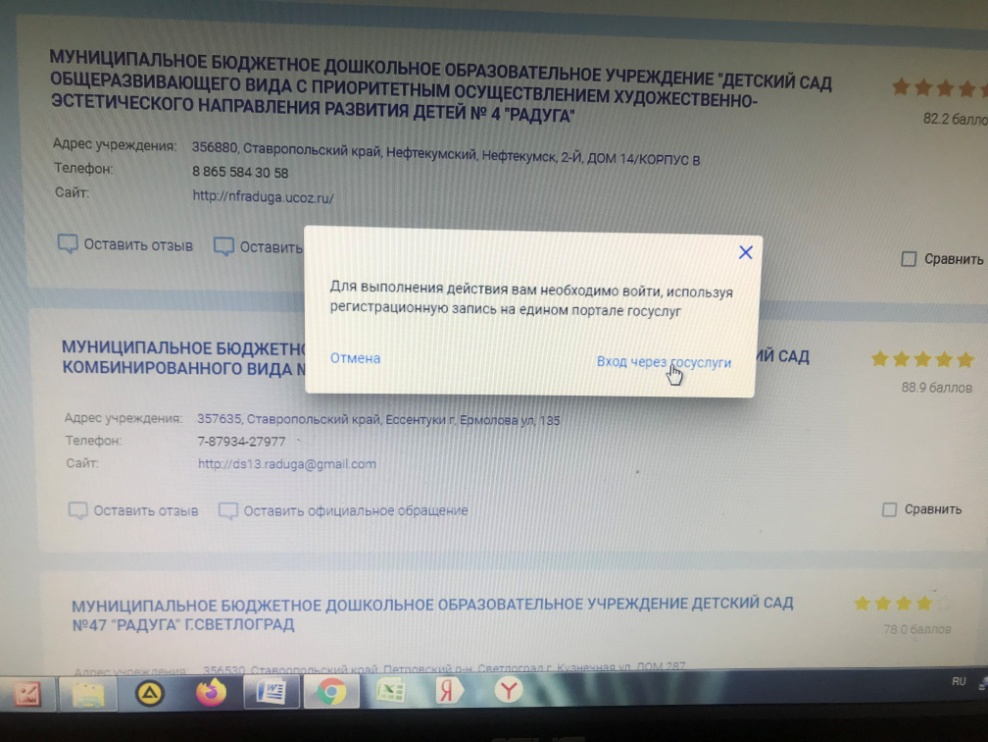 МУНИЦИПАЛЬНОЕ БЮДЖЕТНОЕ ДОШКОЛЬНОЕ ОБРАЗОВАТЕЛЬНОЕ УЧРЕЖДЕНИЕ "ДЕТСКИЙ САД
ОБЩЕРАЗВИВАЮЩЕГО ВИДА С ПРИОРИТЕТНЫМ ОСУЩЕСТВЛЕНИЕМ ХУДОЖЕСТВЕННО-
ЭСТЕТИЧЕСКОГО НАПРАВЛЕНИЯ РАЗВИТИЯ ДЕТЕЙ № 4 "РАДУГА"
82.2 балло
Адрес учреждения: 356880, Ставропольский край, Нефтекумский, Нефтекумск, 2-Й, ДОМ 14/КОРПУС В
Телефон: 8 865 584 30 58
Сайт: http://nfraduga.ucoz.ru/
Оставить отзыв Оставить
Сравнить
Для выполнения действия вам необходимо войти, используя
регистрационную запись на едином портале госуслуг
Отмена Вход через госуслуги
МУНИЦИПАЛЬНОЕ БЮДЖЕТН ИЙ САД
КОМБИНИРОВАННОГО ВИДА
88.9 баллов
Адрес учреждения: 357635, Ставропольский край, Ессентуки г, Ермолова ул, 135
Телефон: 7-87934-27977
Сайт: http://ds13.raduga@gmail.com
Оставить отзыв Оставить официальное обращение
Сравнить
МУНИЦИПАЛЬНОЕ БЮДЖЕТНОЕ ДОШКОЛЬНОЕ ОБРАЗОВАТЕЛЬНОЕ УЧРЕЖДЕНИЕ ДЕТСКИЙ САД
№47 "РАДУГА" Г.СВЕТЛОГРАД
78.0 баллов
Адрес учреждения: 356530, Ставропольский край, Петровский р-н, Светлоград г, Кузнечная ул, ДОМ 287
RU